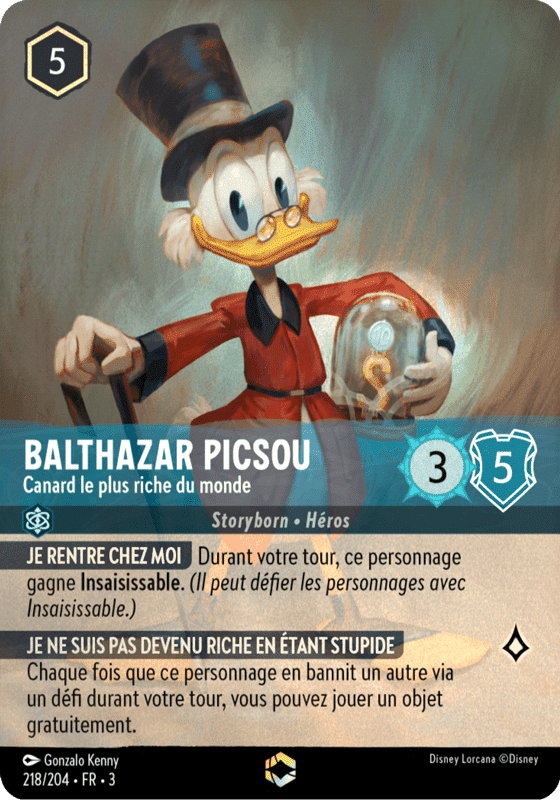 5
BALTHAZAR PICSOU
Canard le plus riche du monde
3
5
Storyborn • Héros
JE RENTRE CHEZ MOI Durant votre tour, ce personnage
gagne Insaisissable. (Il peut défier les personnages avec
Insaisissable.)
JE NE SUIS PAS DEVENU RICHE EN ÉTANT STUPIDE
Chaque fois que ce personnage en bannit un autre via
un défi durant votre tour, vous pouvez jouer un objet
gratuitement.
Gonzalo Kenny
218/204 • FR • 3
Disney Lorcana ©Disney